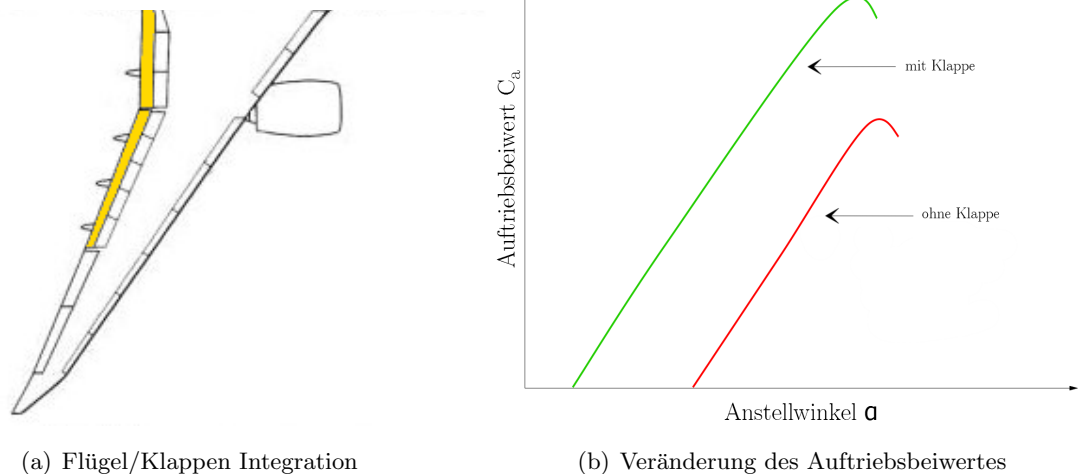 Auftriebsbeiwert Cₐ
mit Klappe
ohne Klappe
Anstellwinkel α
(a) Flügel/Klappen Integration
(b) Veränderung des Auftriebsbeiwertes